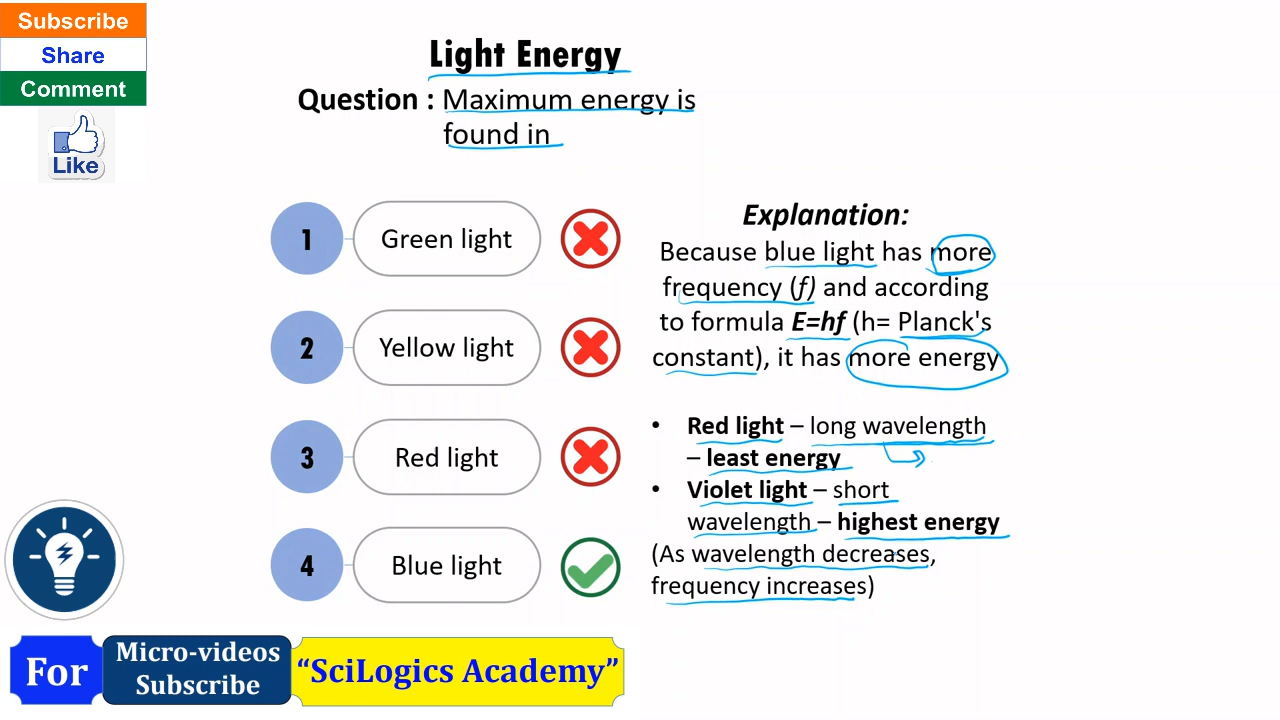 Subscribe
Share
Comment
Like
Light Energy
Question : Maximum energy is
found in
1 Green light
2 Yellow light
3 Red light
4 Blue light
Explanation:
Because blue light has more
frequency (f) and according
to formula E=hf (h= Planck's
constant), it has more energy
• Red light – long wavelength
– least energy
• Violet light – short
wavelength – highest energy
(As wavelength decreases,
frequency increases)
For
Micro-videos
Subscribe
“SciLogics Academy”